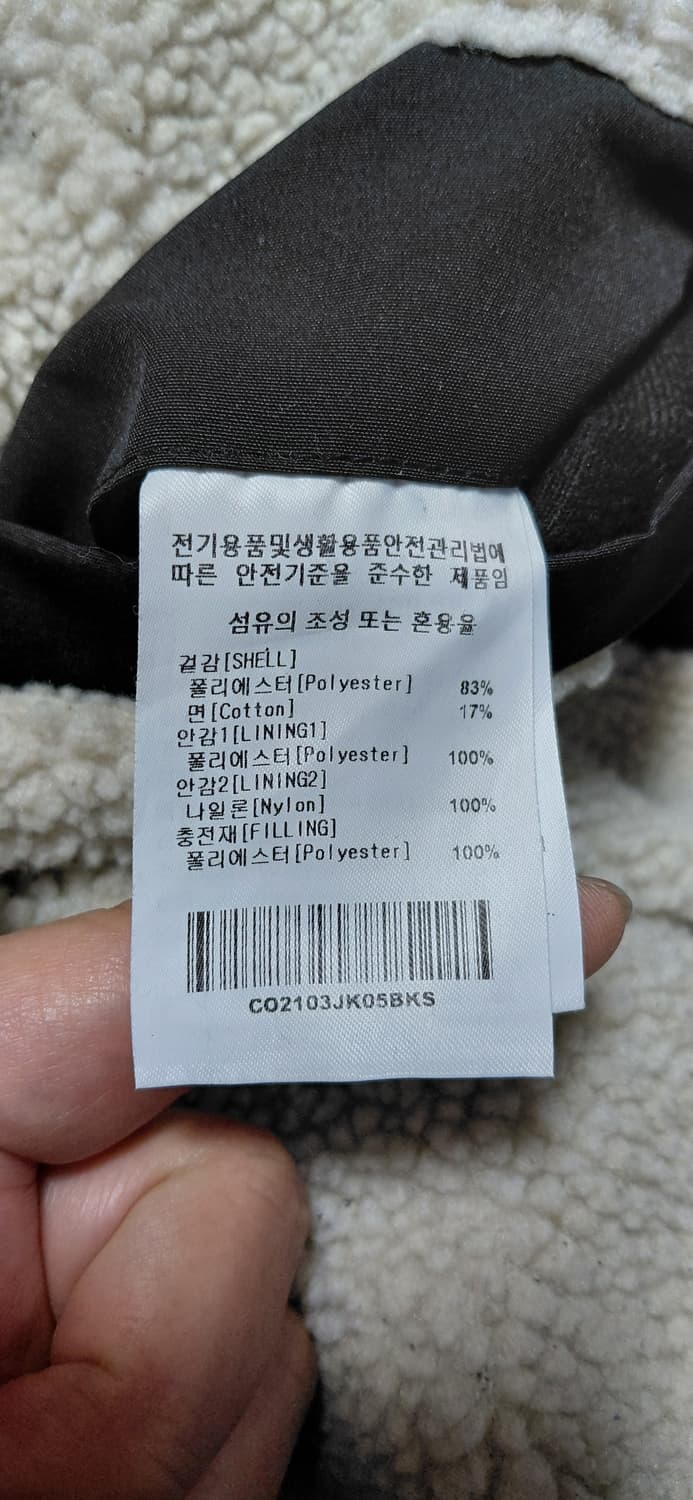 전기용품및생활용품안전관리법에
따른 안전기준을 준수한 제품임
섬유의 조성 또는 혼용율
겉감[SHELL]
폴리에스터[Polyester] 83%
면[Cotton] 17%
안감1[LINING1]
폴리에스터[Polyester] 100%
안감2[LINING2]
나일론[Nylon] 100%
충전재[FILLING]
폴리에스터[Polyester] 100%
CO2103JK05BKS